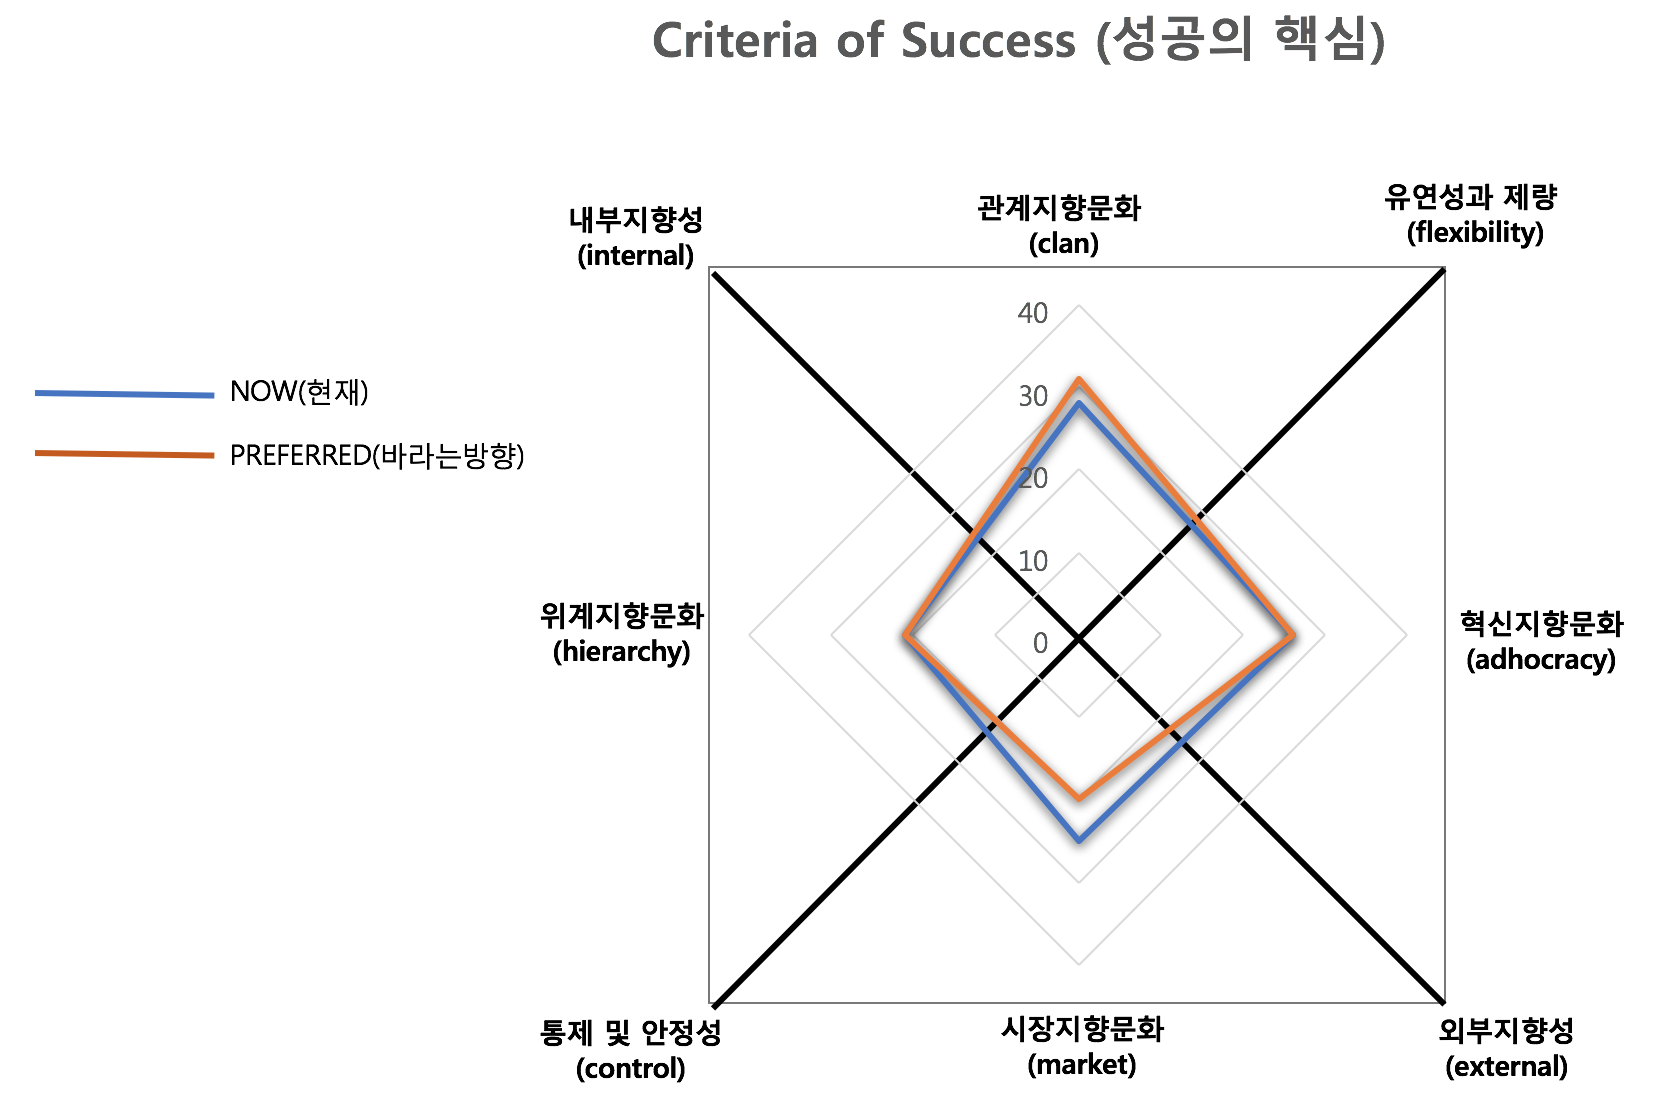 Criteria of Success (성공의 핵심)
내부지향성
(internal)
관계지향문화
(clan)
유연성과 제량
(flexibility)
NOW(현재)
PREFERRED(바라는방향)
40
30
20
10
0
위계지향문화
(hierarchy)
혁신지향문화
(adhocracy)
통제 및 안정성
(control)
시장지향문화
(market)
외부지향성
(external)